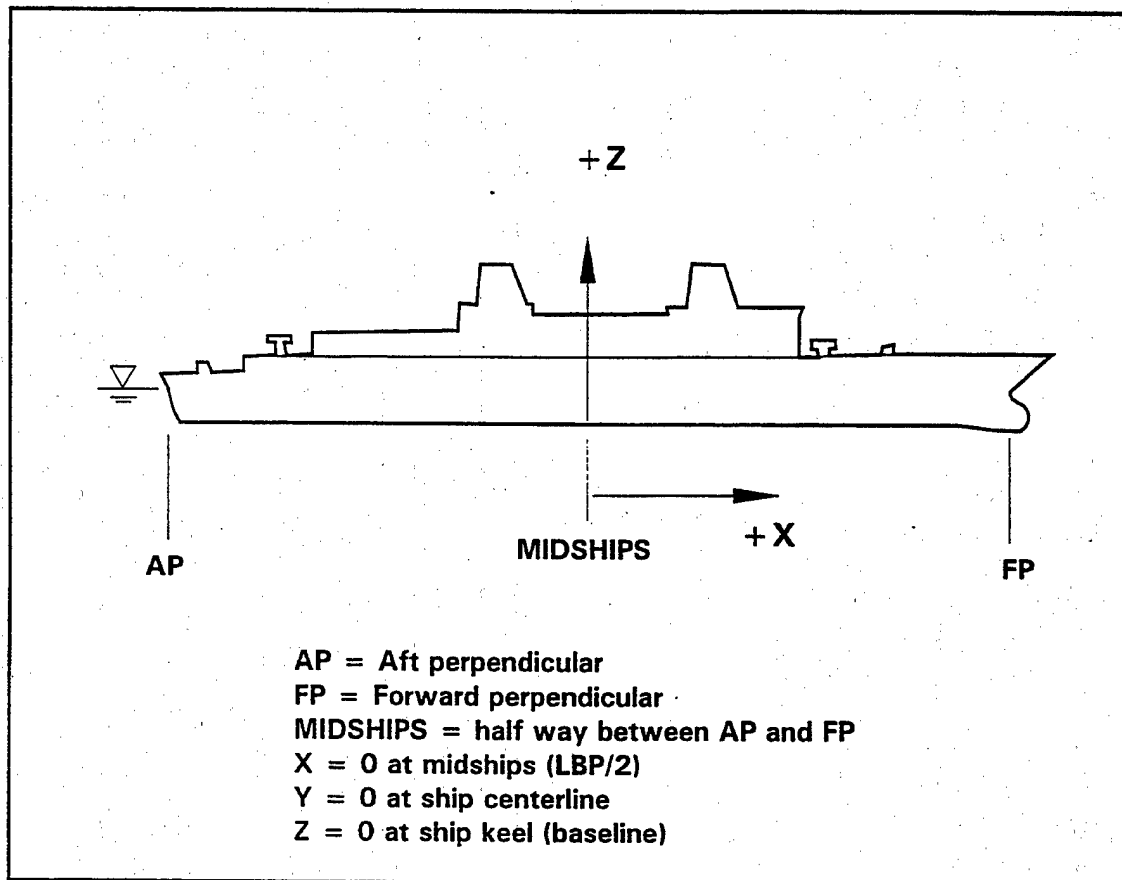 +Z
+X
MIDSHIPS
AP
FP
AP = Aft perpendicular
FP = Forward perpendicular
MIDSHIPS = half way between AP and FP
X = 0 at midships (LBP/2)
Y = 0 at ship centerline
Z = 0 at ship keel (baseline)